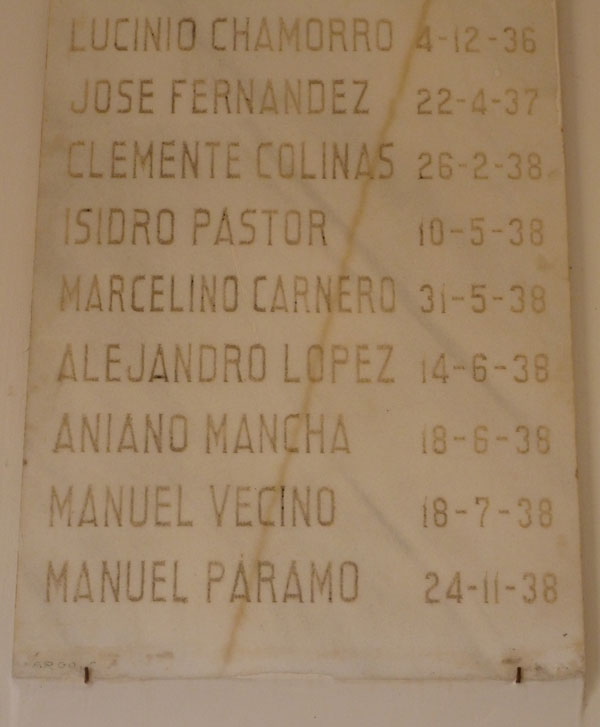 LUCINIO CHAMORRO 4-12-36
JOSE FERNANDEZ 22-4-37
CLEMENTE COLINAS 26-2-38
ISIDRO PASTOR 10-5-38
MARCELINO CARNERO 31-5-38
ALEJANDRO LOPEZ 14-6-38
ANIANO MANCHA 18-6-38
MANUEL VECINO 18-7-38
MANUEL PARAMO 24-11-38